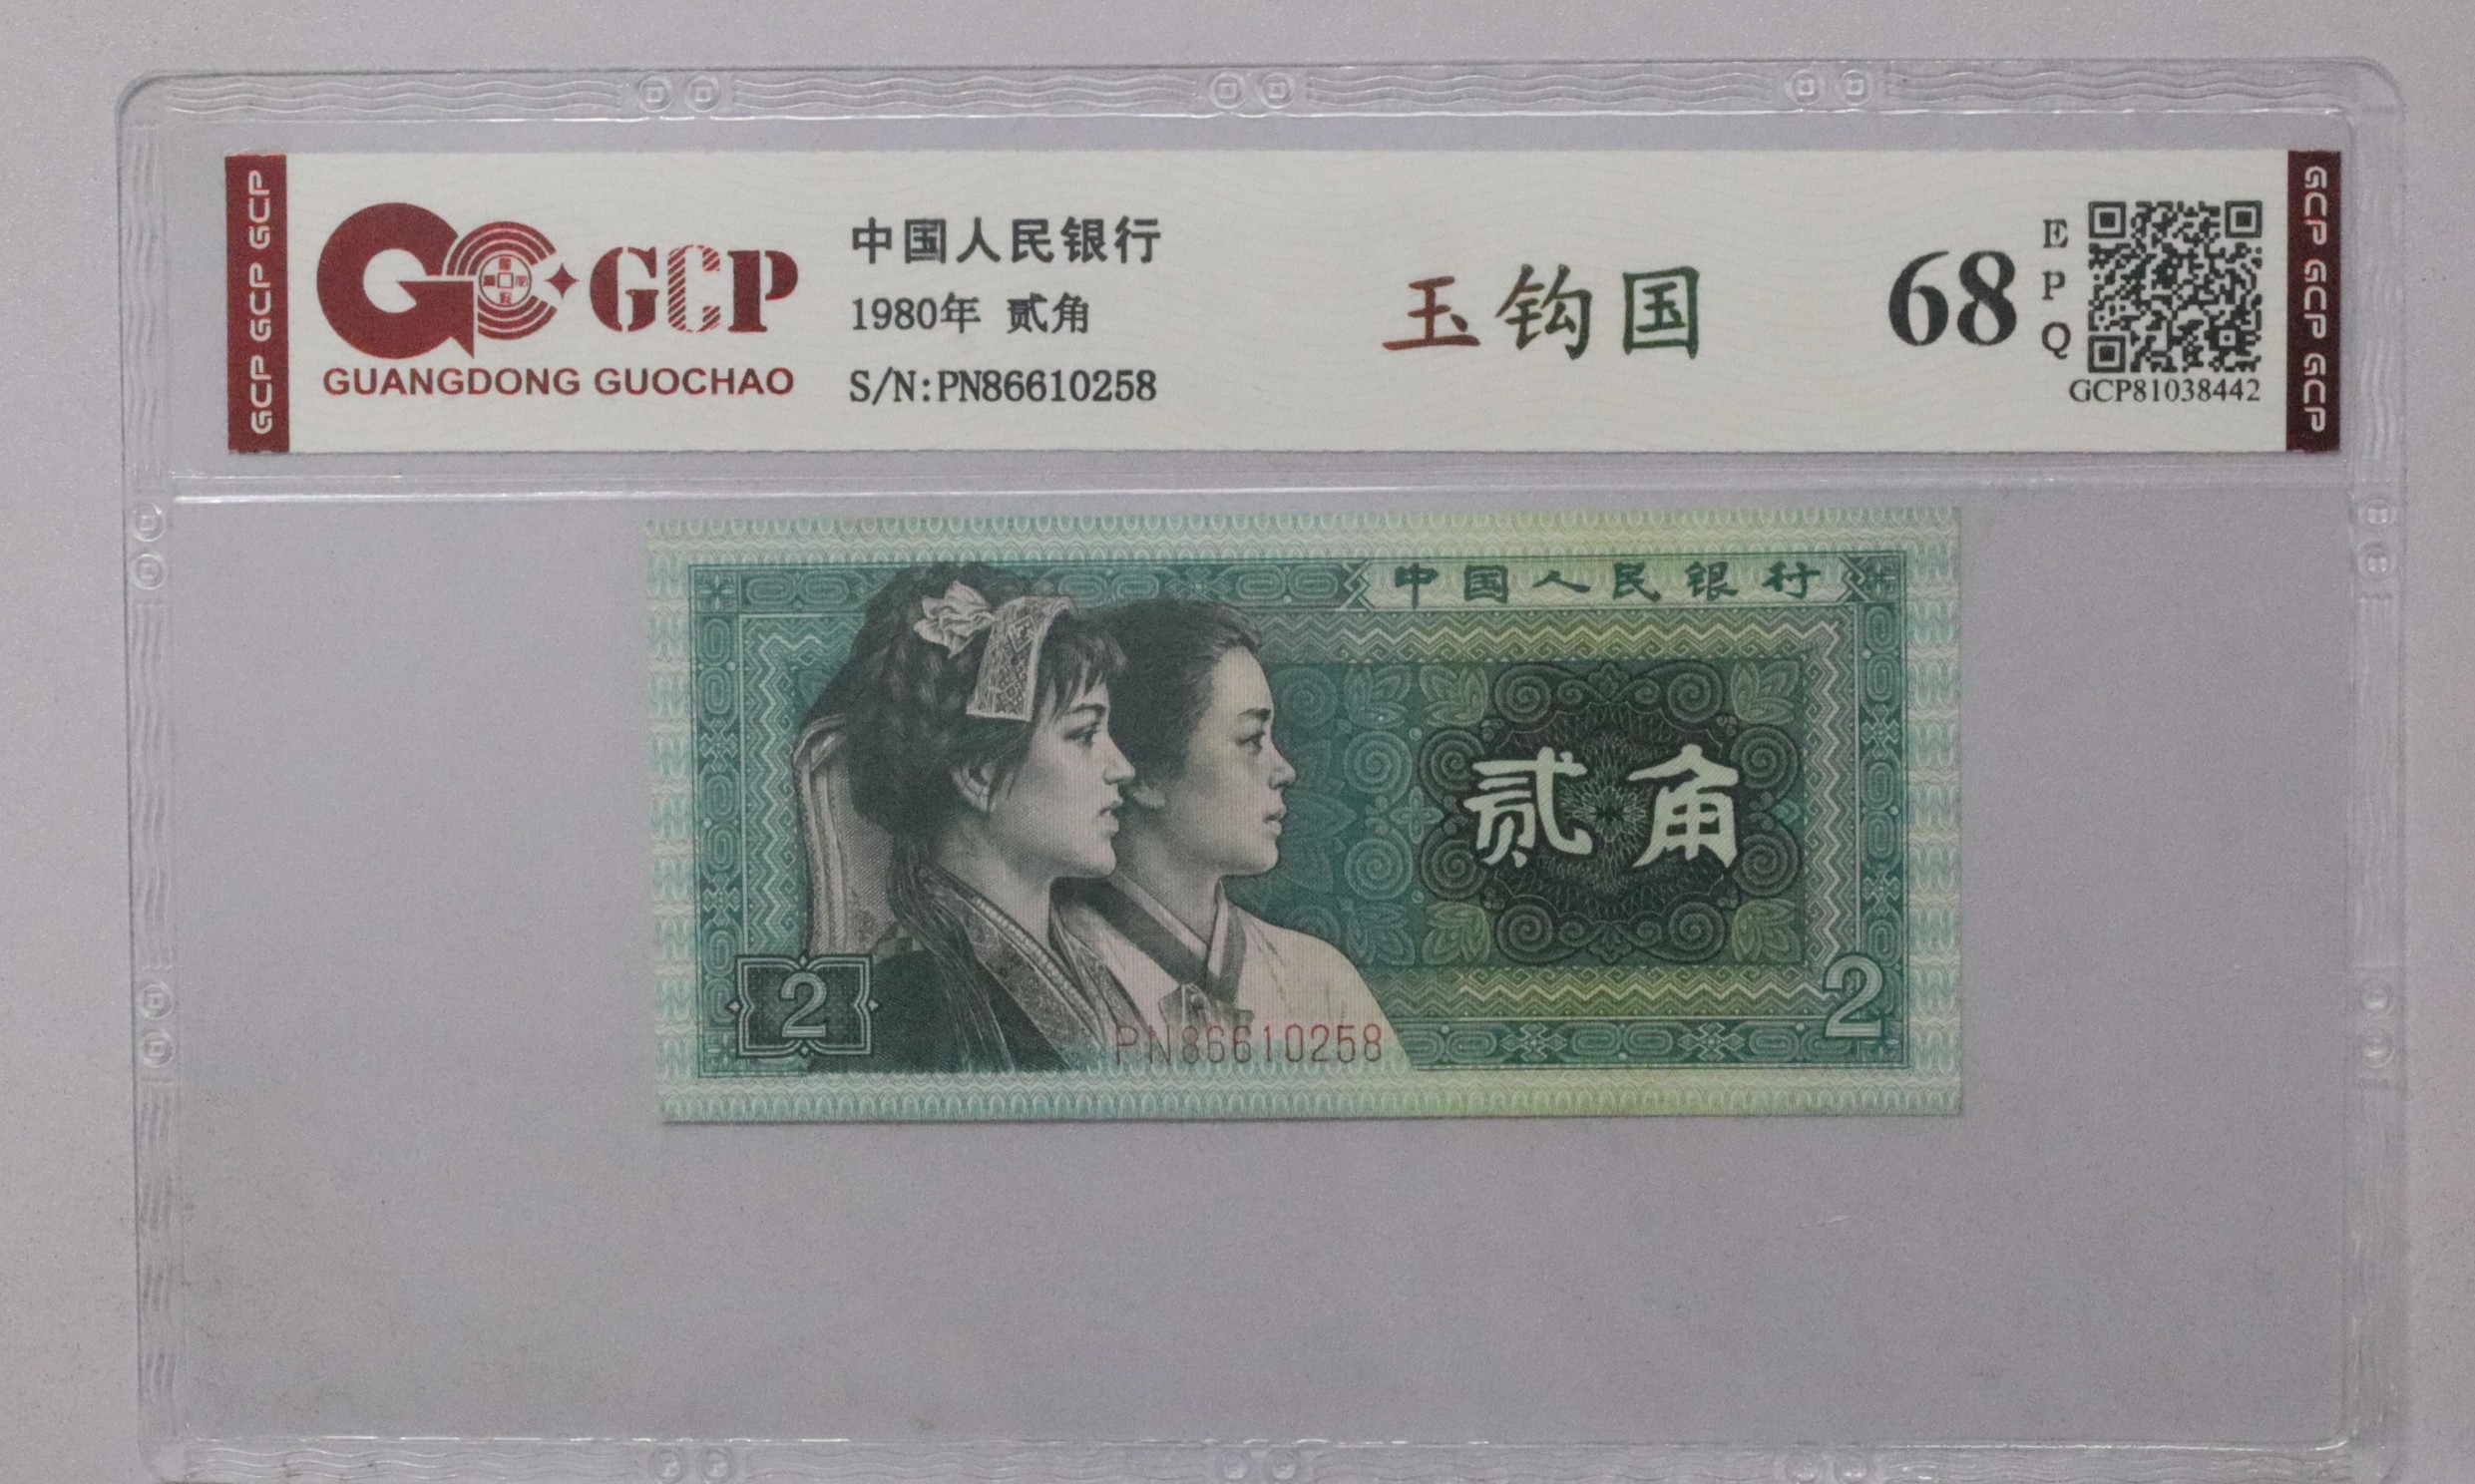 GCP GCP GCP
GCP
GUANGDONG GUOCHAO
中国人民银行
1980年 贰角
S/N:PN86610258
玉钩国
68
EPQ
GCP81038442
GCP GCP GCP
中国人民银行
贰角
2
2
PN86610258